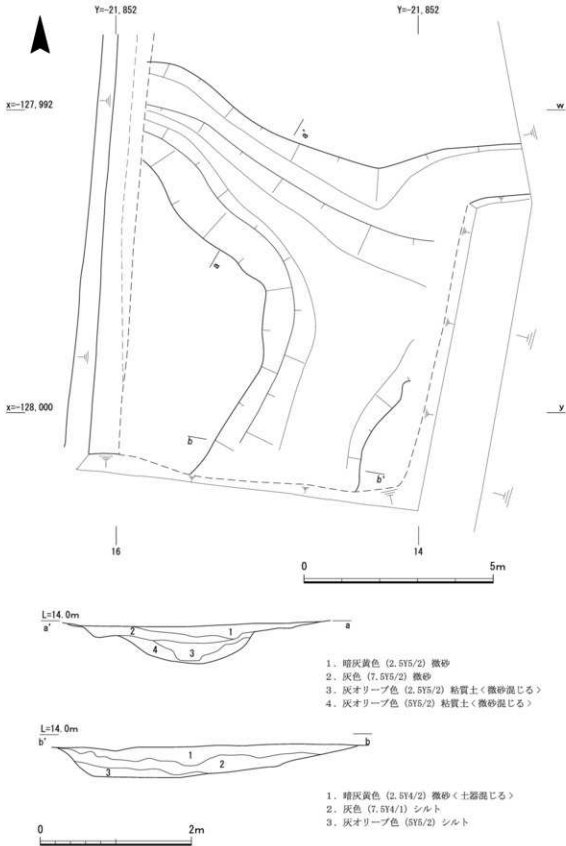 Y=-21,852
Y=-21,852
x=-127,992
w
a'
a
x=-128,000
y
b
b'
16
14
0
5m
L=14.0m
a'
a
2
1
4
3
1．暗灰黄色（2.5Y5/2）微砂
2．灰色（7.5Y5/2）微砂
3．灰オリーブ色（2.5Y5/2）粘質土＜微砂混じる＞
4．灰オリーブ色（5Y5/2）粘質土＜微砂混じる＞
L=14.0m
b'
b
1
2
3
1．暗灰黄色（2.5Y4/2）微砂＜土器混じる＞
2．灰色（7.5Y4/1）シルト
3．灰オリーブ色（5Y5/2）シルト
0
2m